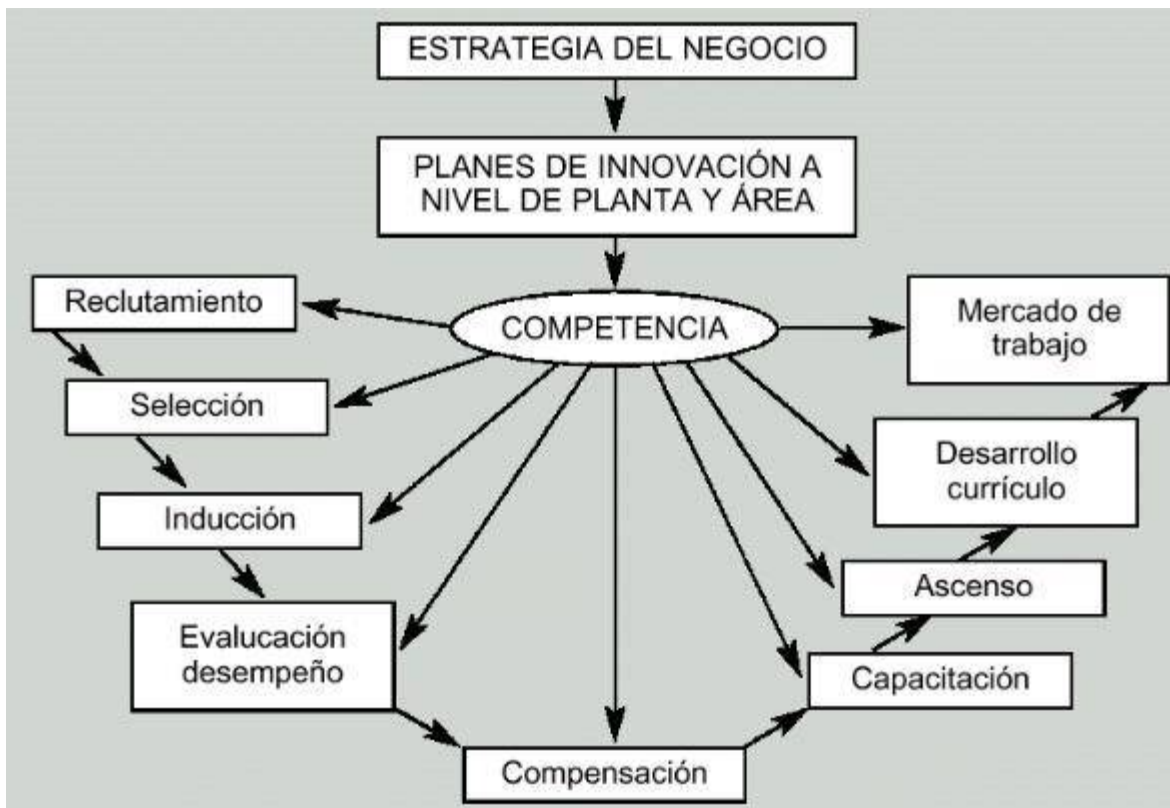 ESTRATEGIA DEL NEGOCIO
PLANES DE INNOVACIÓN A
NIVEL DE PLANTA Y ÁREA
COMPETENCIA
Reclutamiento
Selección
Inducción
Evalucación
desempeño
Compensación
Capacitación
Ascenso
Desarrollo
currículo
Mercado de
trabajo